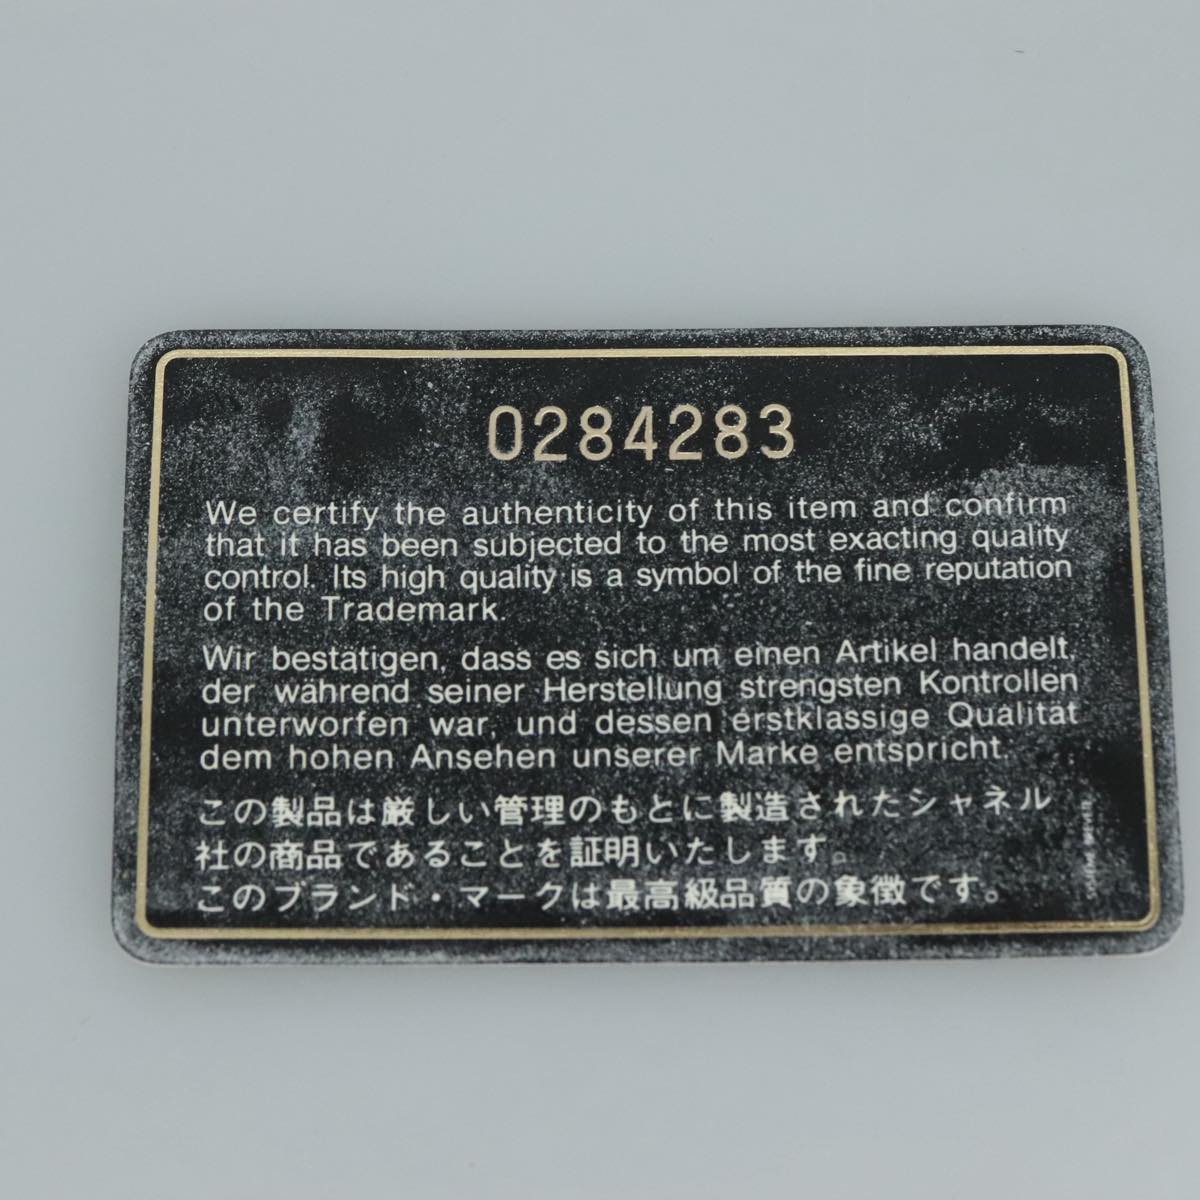 0284283
We certify the authenticity of this item and confirm
that it has been subjected to the most exacting quality
control. Its high quality is a symbol of the fine reputation
of the Trademark.
Wir bestätigen, dass es sich um einen Artikel handelt,
der während seiner Herstellung strengsten Kontrollen
unterworfen war, und dessen erstklassige Qualität
dem hohen Ansehen unserer Marke entspricht.
この製品は厳しい管理のもとに製造されたシャネル
社の商品であることを証明いたします。
このブランド・マークは最高級品質の象徴です。